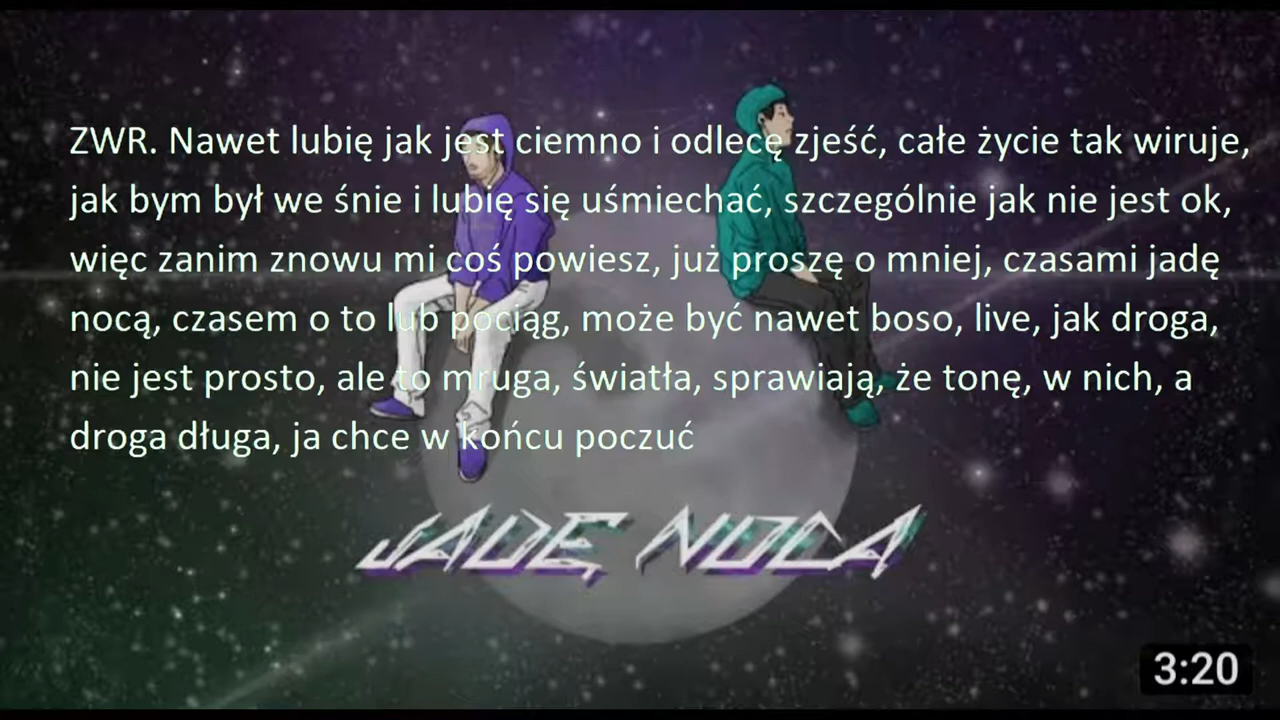 ZWR. Nawet lubię jak jest ciemno i odlecę zjeść, całe życie tak wiruje,
jak bym był we śnie i lubię się uśmiechać, szczególnie jak nie jest ok,
więc zanim znowu mi coś powiesz, już proszę o mniej, czasami jadę
nocą, czasem o to lub pociąg, może być nawet boso, live, jak droga,
nie jest prosto, ale to mruga, światła, sprawiają, że tonę, w nich, a
droga długa, ja chce w końcu poczuć
JADĘ NOCĄ
3:20